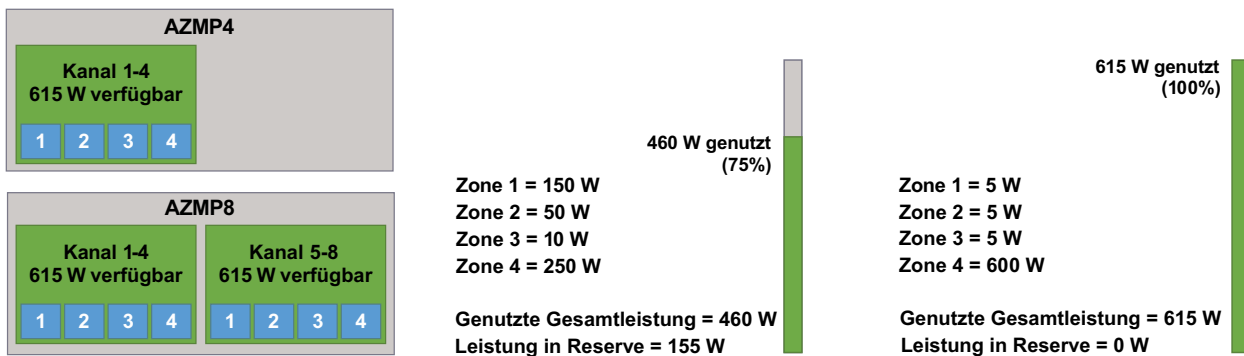 AZMP4
Kanal 1-4
615 W verfügbar
1 2 3 4
AZMP8
Kanal 1-4
615 W verfügbar
1 2 3 4
Kanal 5-8
615 W verfügbar
1 2 3 4
460 W genutzt
(75%)
Zone 1 = 150 W
Zone 2 = 50 W
Zone 3 = 10 W
Zone 4 = 250 W
Genutzte Gesamtleistung = 460 W
Leistung in Reserve = 155 W
615 W genutzt
(100%)
Zone 1 = 5 W
Zone 2 = 5 W
Zone 3 = 5 W
Zone 4 = 600 W
Genutzte Gesamtleistung = 615 W
Leistung in Reserve = 0 W